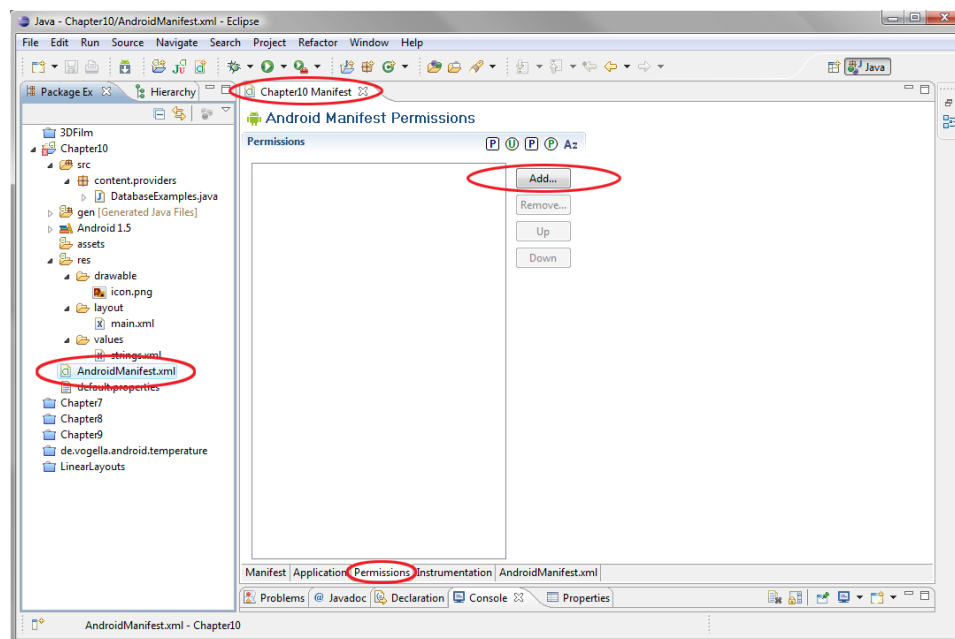 Java - Chapter10/AndroidManifest.xml - Eclipse
File Edit Run Source Navigate Search Project Refactor Window Help
Java
Package Ex Hierarchy
Chapter10 Manifest
3DFilm
Chapter10
src
content.providers
DatabaseExamples.java
gen [Generated Java Files]
Android 1.5
assets
res
drawable
icon.png
layout
main.xml
values
strings.xml
AndroidManifest.xml
default.properties
Chapter7
Chapter8
Chapter9
de.vogella.android.temperature
LinearLayouts
Android Manifest Permissions
Permissions P U P P Az
Add...
Remove...
Up
Down
Manifest Application Permissions Instrumentation AndroidManifest.xml
Problems @ Javadoc Declaration Console Properties
AndroidManifest.xml - Chapter10